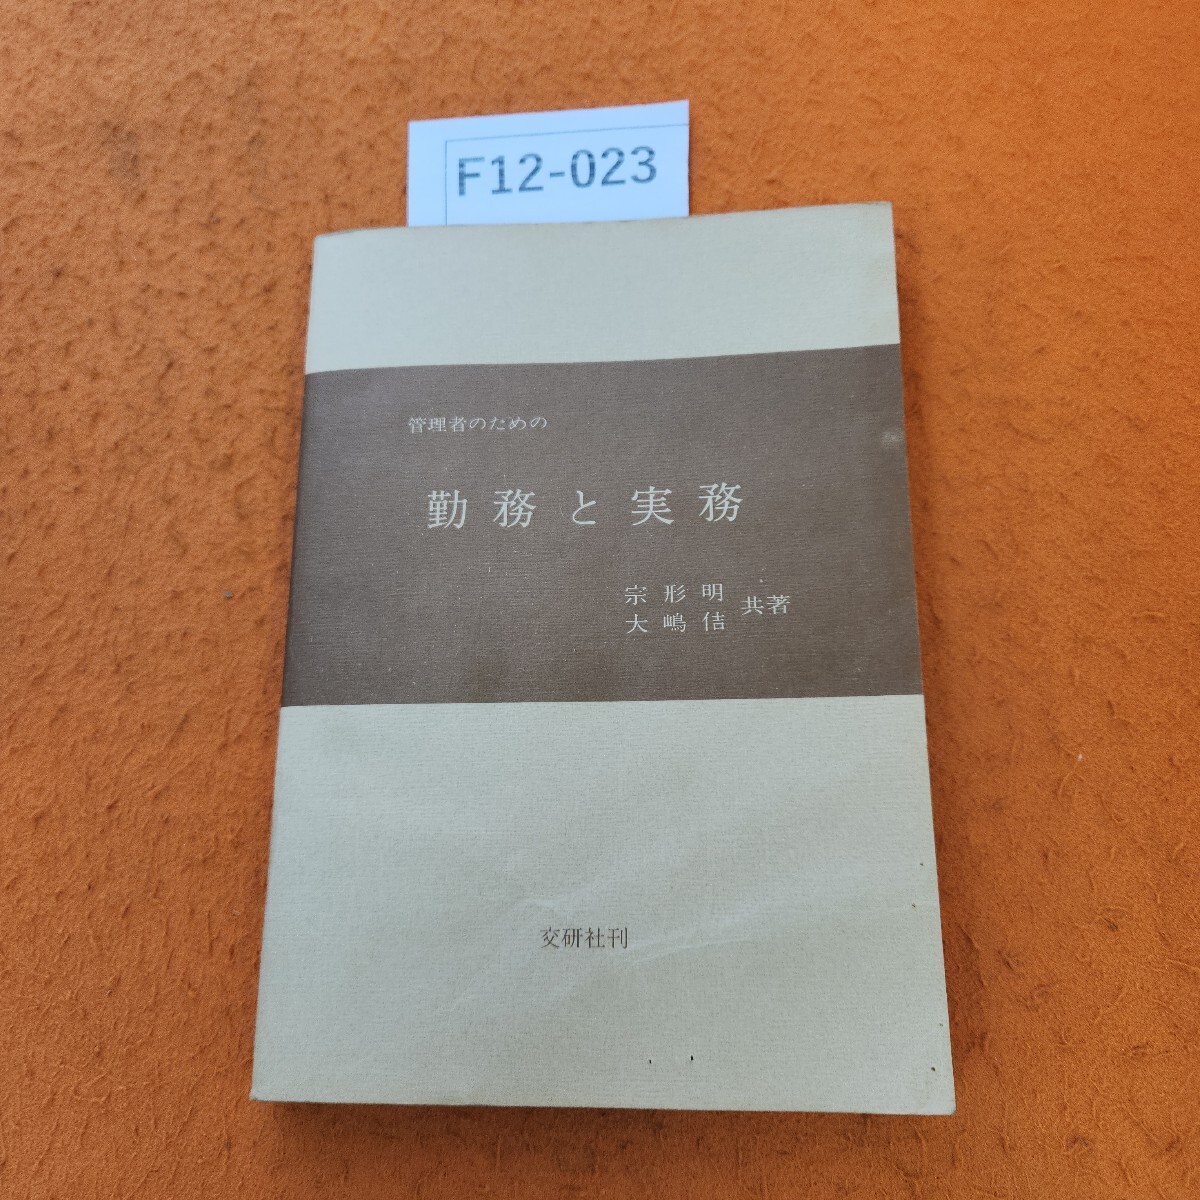 F12-023
管理者のための
勤務と実務
宗形明
大嶋佶
共著
交研社刊